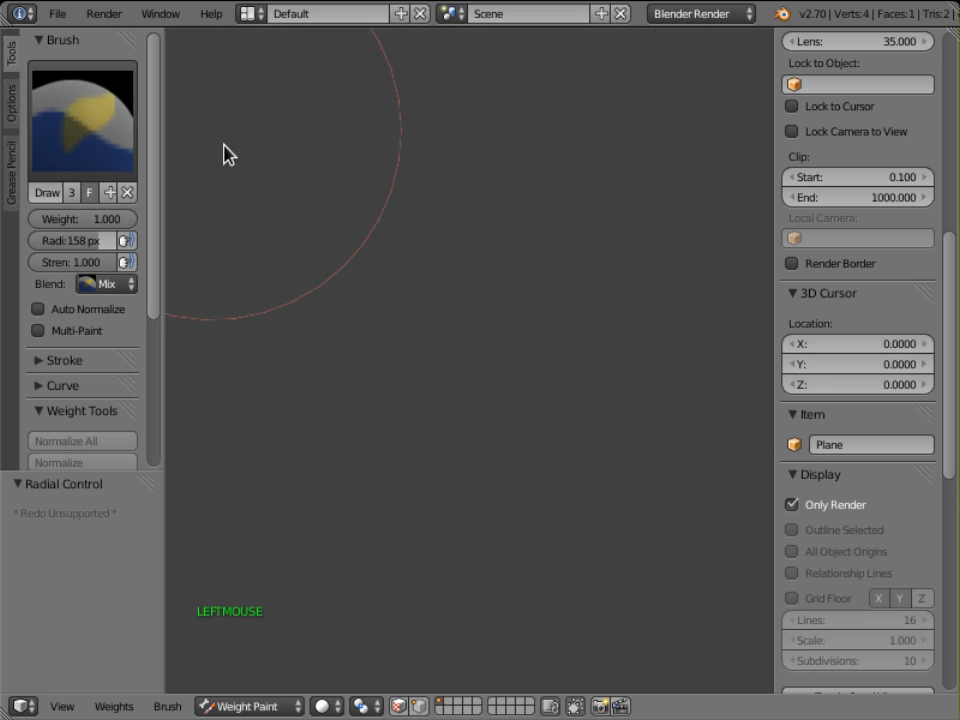 File Render Window Help Default Scene Blender Render v2.70 | Verts:4 | Faces:1 | Tris:2 |
Tools
Options
Grease Pencil
Brush
Draw 3 F
Weight: 1.000
Radi:158 px
Stren: 1.000
Blend: Mix
Auto Normalize
Multi-Paint
Stroke
Curve
Weight Tools
Normalize All
Normalize
Radial Control
* Redo Unsupported *
LEFTMOUSE
Lens: 35.000
Lock to Object:
Lock to Cursor
Lock Camera to View
Clip:
Start: 0.100
End: 1000.000
Local Camera:
Render Border
3D Cursor
Location:
X: 0.0000
Y: 0.0000
Z: 0.0000
Item
Plane
Display
Only Render
Outline Selected
All Object Origins
Relationship Lines
Grid Floor X Y Z
Lines: 16
Scale: 1.000
Subdivisions: 10
View Weights Brush Weight Paint